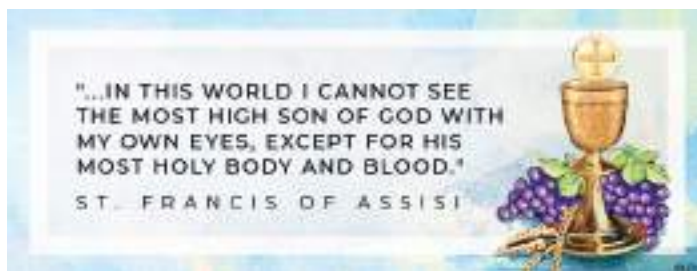 "...IN THIS WORLD I CANNOT SEE
THE MOST HIGH SON OF GOD WITH
MY OWN EYES, EXCEPT FOR HIS
MOST HOLY BODY AND BLOOD."
ST. FRANCIS OF ASSISI